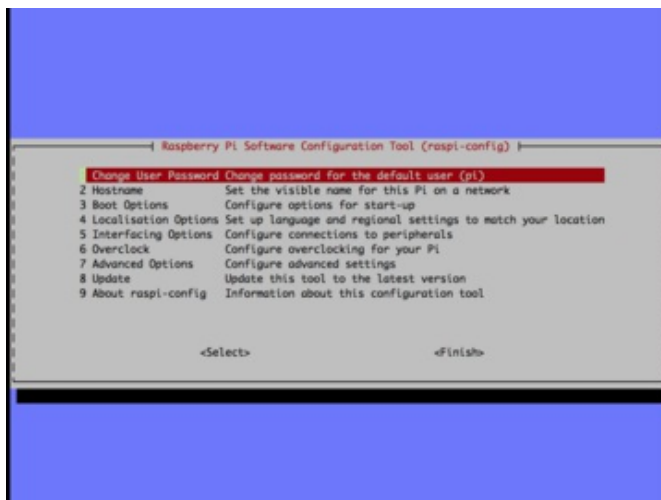 Raspberry Pi Software Configuration Tool (raspi-config)
Change User Password Change password for the default user (pi)
2 Hostname Set the visible name for this Pi on a network
3 Boot Options Configure options for start-up
4 Localisation Options Set up language and regional settings to match your location
5 Interfacing Options Configure connections to peripherals
6 Overclock Configure overclocking for your Pi
7 Advanced Options Configure advanced settings
8 Update Update this tool to the latest version
9 About raspi-config Information about this configuration tool
<Select> <Finish>